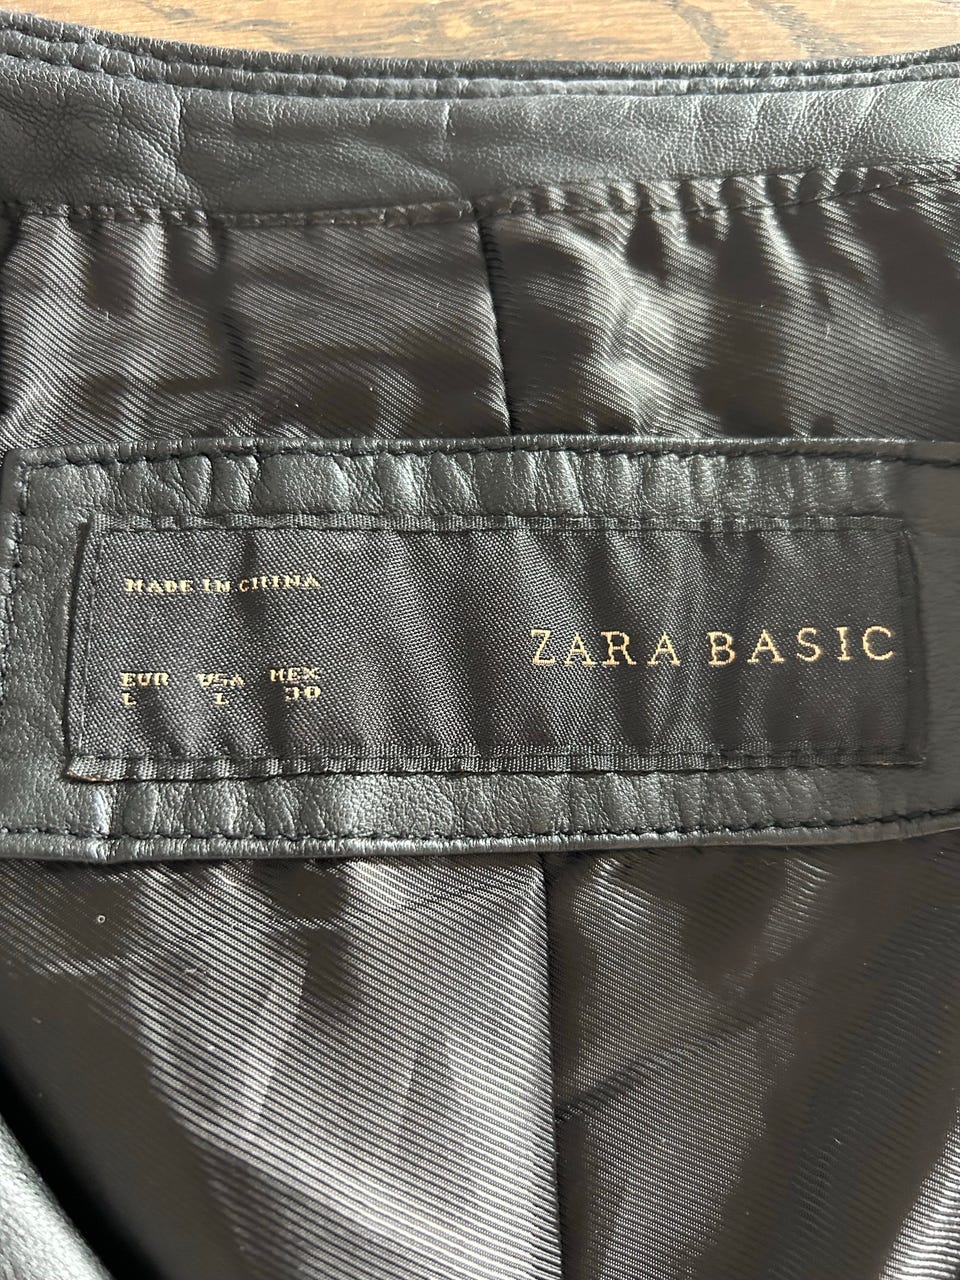 MADE IN CHINA
ZARA BASIC
EUR USA MEX
L L 30